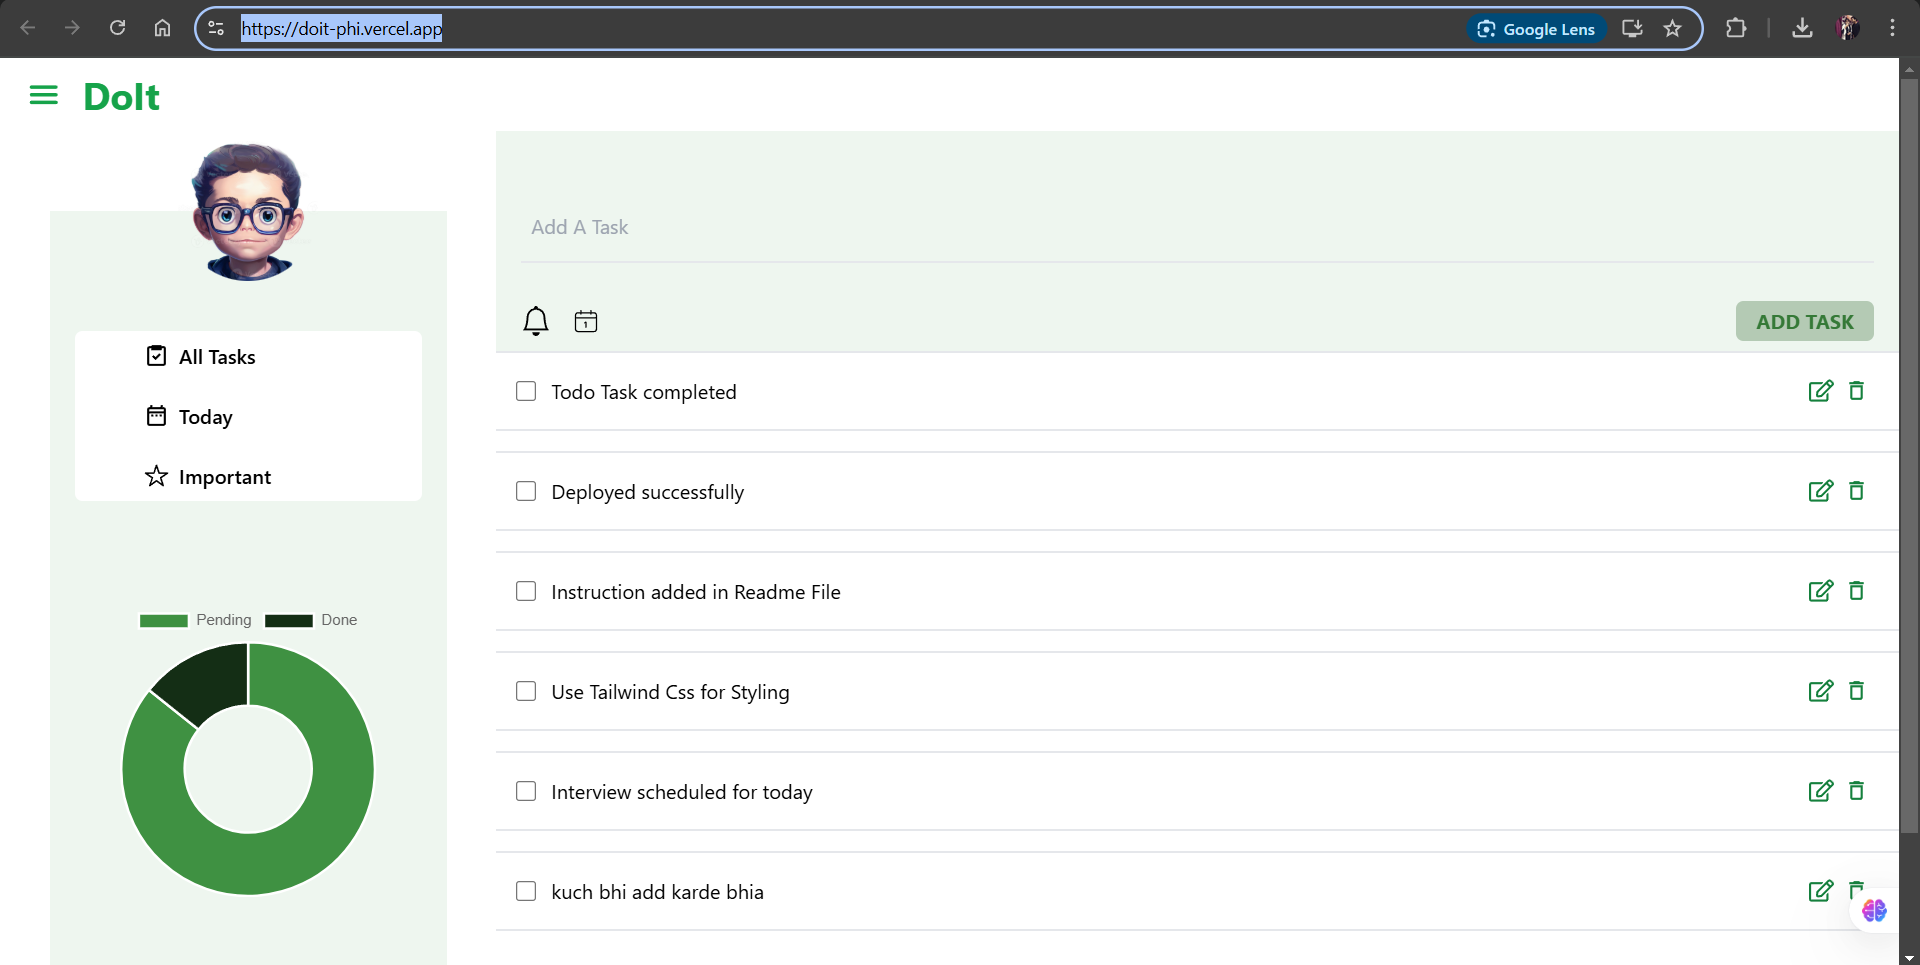 https://doit-phi.vercel.app
Google Lens
DoIt
Add A Task
1
ADD TASK
All Tasks
Today
Important
Pending Done
Todo Task completed
Deployed successfully
Instruction added in Readme File
Use Tailwind Css for Styling
Interview scheduled for today
kuch bhi add karde bhia